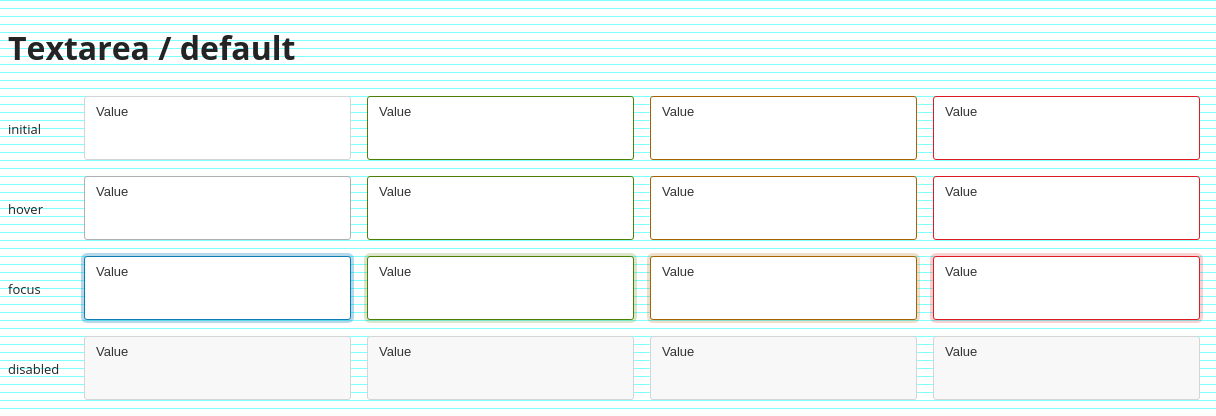 Textarea / default
initial Value Value Value Value
hover Value Value Value Value
focus Value Value Value Value
disabled Value Value Value Value